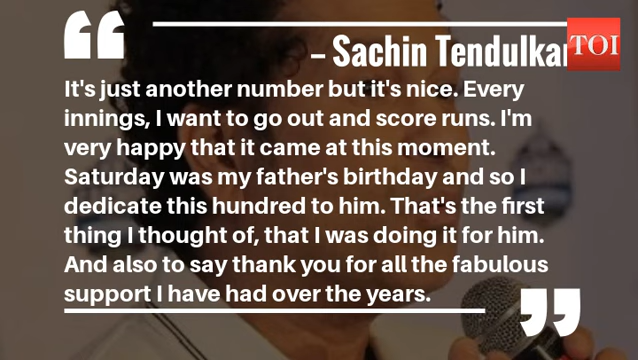 – Sachin Tendulkar
TOI
It's just another number but it's nice. Every
innings, I want to go out and score runs. I'm
very happy that it came at this moment.
Saturday was my father's birthday and so I
dedicate this hundred to him. That's the first
thing I thought of, that I was doing it for him.
And also to say thank you for all the fabulous
support I have had over the years.